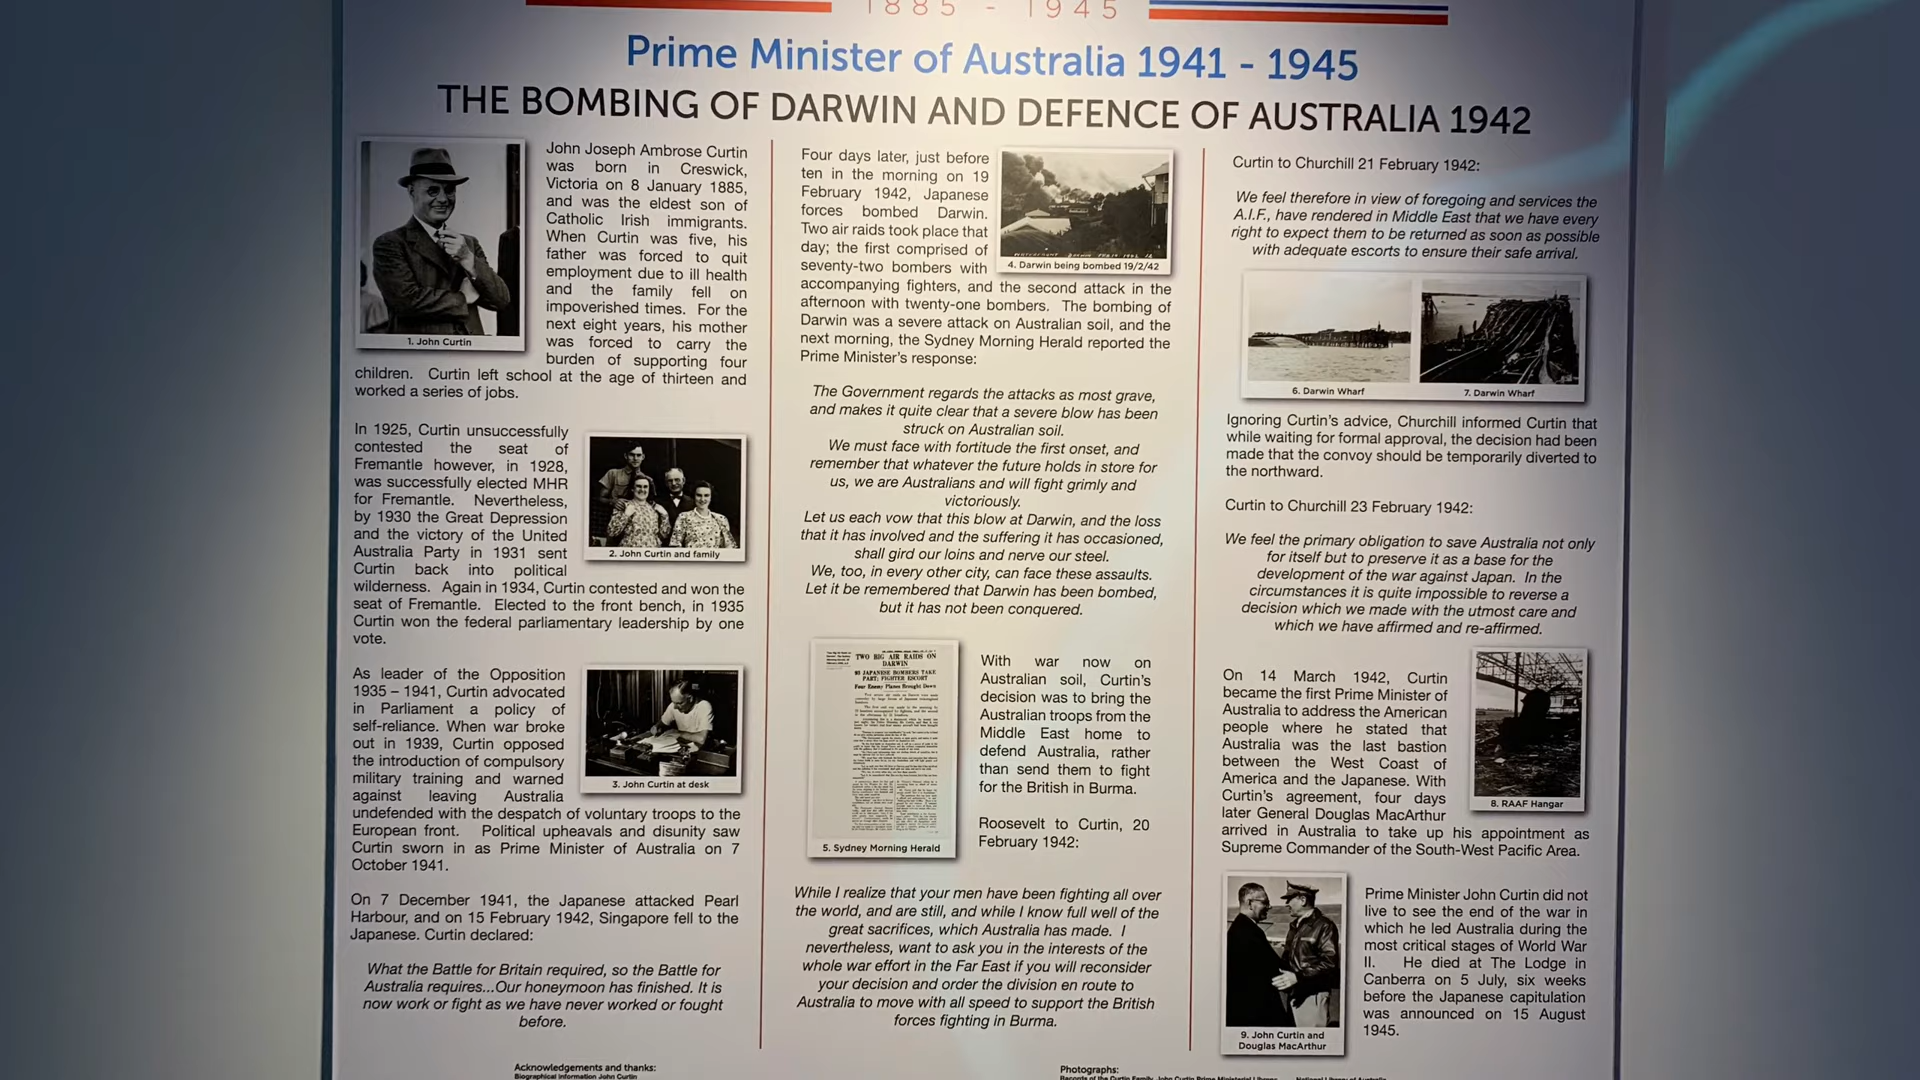 1885 - 1945
Prime Minister of Australia 1941 - 1945
THE BOMBING OF DARWIN AND DEFENCE OF AUSTRALIA 1942
John Joseph Ambrose Curtin
was born in Creswick,
Victoria on 8 January 1885,
and was the eldest son of
Catholic Irish immigrants.
When Curtin was five, his
father was forced to quit
employment due to ill health
and the family fell on
impoverished times. For the
next eight years, his mother
was forced to carry the
burden of supporting four
children. Curtin left school at the age of thirteen and
worked a series of jobs.
1. John Curtin
In 1925, Curtin unsuccessfully
contested the seat of
Fremantle however, in 1928,
was successfully elected MHR
for Fremantle. Nevertheless,
by 1930 the Great Depression
and the victory of the United
Australia Party in 1931 sent
Curtin back into political
wilderness. Again in 1934, Curtin contested and won the
seat of Fremantle. Elected to the front bench, in 1935
Curtin won the federal parliamentary leadership by one
vote.
2. John Curtin and family
As leader of the Opposition
1935 – 1941, Curtin advocated
in Parliament a policy of
self-reliance. When war broke
out in 1939, Curtin opposed
the introduction of compulsory
military training and warned
against leaving Australia
undefended with the despatch of voluntary troops to the
European front. Political upheavals and disunity saw
Curtin sworn in as Prime Minister of Australia on 7
October 1941.
3. John Curtin at desk
On 7 December 1941, the Japanese attacked Pearl
Harbour, and on 15 February 1942, Singapore fell to the
Japanese. Curtin declared:
What the Battle for Britain required, so the Battle for
Australia requires...Our honeymoon has finished. It is
now work or fight as we have never worked or fought
before.
Four days later, just before
ten in the morning on 19
February 1942, Japanese
forces bombed Darwin.
Two air raids took place that
day; the first comprised of
seventy-two bombers with
accompanying fighters, and the second attack in the
afternoon with twenty-one bombers. The bombing of
Darwin was a severe attack on Australian soil, and the
next morning, the Sydney Morning Herald reported the
Prime Minister's response:
4. Darwin being bombed 19/2/42
The Government regards the attacks as most grave,
and makes it quite clear that a severe blow has been
struck on Australian soil.
We must face with fortitude the first onset, and
remember that whatever the future holds in store for
us, we are Australians and will fight grimly and
victoriously.
Let us each vow that this blow at Darwin, and the loss
that it has involved and the suffering it has occasioned,
shall gird our loins and nerve our steel.
We, too, in every other city, can face these assaults.
Let it be remembered that Darwin has been bombed,
but it has not been conquered.
TWO BIG AIR RAIDS ON
DARWIN
93 JAPANESE BOMBERS TAKE
PART; FIGHTER ESCORT
Four Enemy Planes Brought Down
5. Sydney Morning Herald
With war now on
Australian soil, Curtin's
decision was to bring the
Australian troops from the
Middle East home to
defend Australia, rather
than send them to fight
for the British in Burma.
Roosevelt to Curtin, 20
February 1942:
While I realize that your men have been fighting all over
the world, and are still, and while I know full well of the
great sacrifices, which Australia has made. I
nevertheless, want to ask you in the interests of the
whole war effort in the Far East if you will reconsider
your decision and order the division en route to
Australia to move with all speed to support the British
forces fighting in Burma.
Curtin to Churchill 21 February 1942:
We feel therefore in view of foregoing and services the
A.I.F., have rendered in Middle East that we have every
right to expect them to be returned as soon as possible
with adequate escorts to ensure their safe arrival.
6. Darwin Wharf
7. Darwin Wharf
Ignoring Curtin's advice, Churchill informed Curtin that
while waiting for formal approval, the decision had been
made that the convoy should be temporarily diverted to
the northward.
Curtin to Churchill 23 February 1942:
We feel the primary obligation to save Australia not only
for itself but to preserve it as a base for the
development of the war against Japan. In the
circumstances it is quite impossible to reverse a
decision which we made with the utmost care and
which we have affirmed and re-affirmed.
On 14 March 1942, Curtin
became the first Prime Minister of
Australia to address the American
people where he stated that
Australia was the last bastion
between the West Coast of
America and the Japanese. With
Curtin's agreement, four days
later General Douglas MacArthur
arrived in Australia to take up his appointment as
Supreme Commander of the South-West Pacific Area.
8. RAAF Hangar
9. John Curtin and
Douglas MacArthur
Prime Minister John Curtin did not
live to see the end of the war in
which he led Australia during the
most critical stages of World War
II. He died at The Lodge in
Canberra on 5 July, six weeks
before the Japanese capitulation
was announced on 15 August
1945.
Acknowledgements and thanks:
Biographical information John Curtin
Photographs:
Records of the Curtin Family, John Curtin Prime Ministerial Library
National Library of Australia